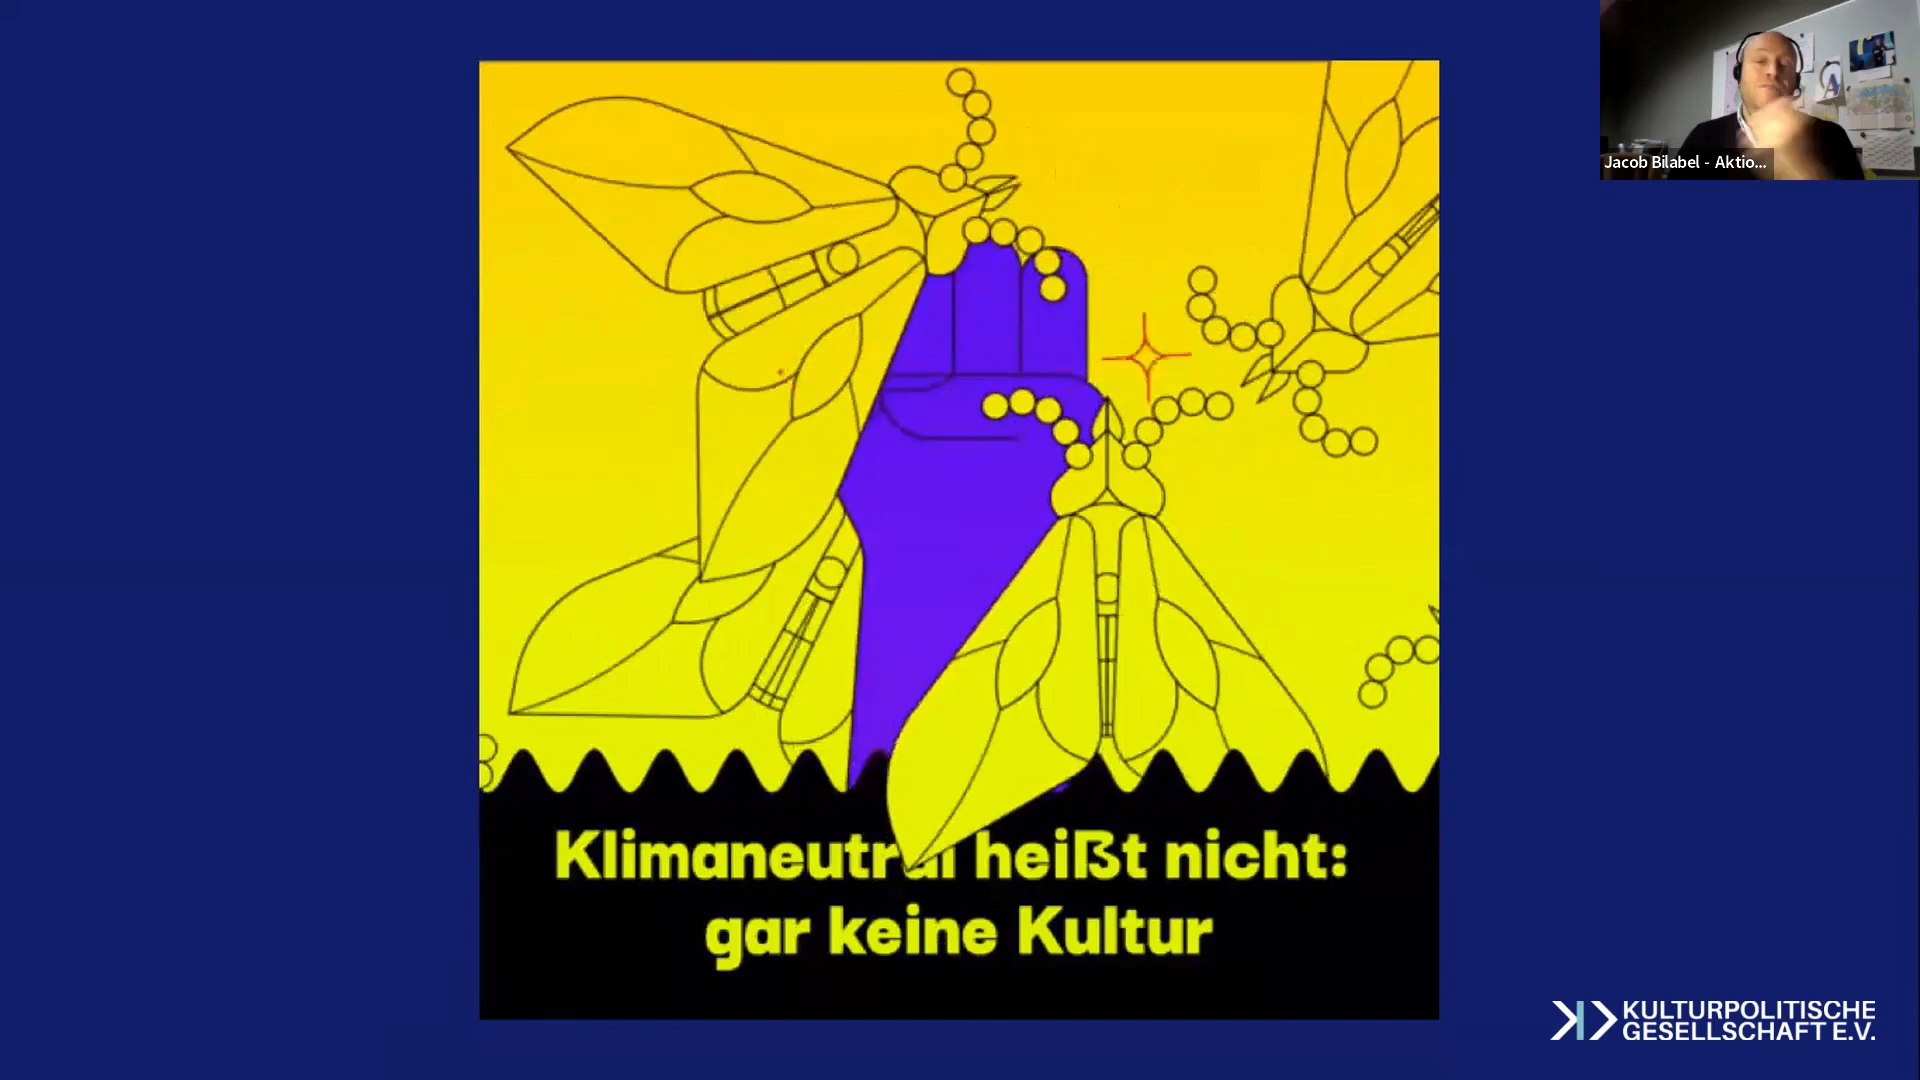 Jacob Bilabel - Aktio...
Klimaneutral heißt nicht:
gar keine Kultur
KULTURPOLITISCHE
GESELLSCHAFT E.V.